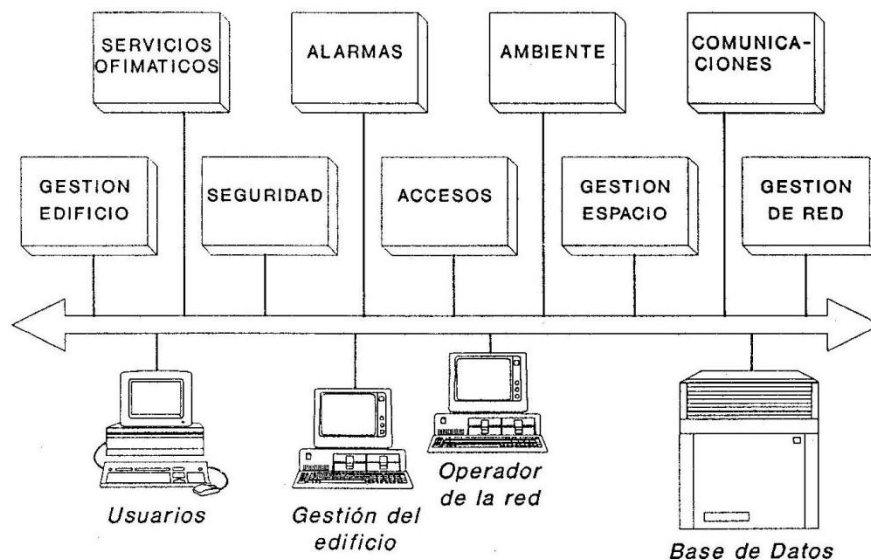 SERVICIOS
OFIMATICOS
ALARMAS
AMBIENTE
COMUNICA-
CIONES
GESTION
EDIFICIO
SEGURIDAD
ACCESOS
GESTION
ESPACIO
GESTION
DE RED
Usuarios
Gestión del
edificio
Operador
de la red
Base de Datos